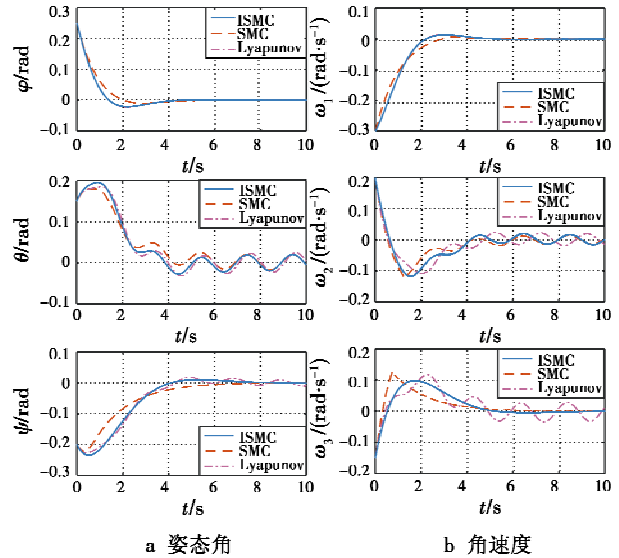 0.3
0.2
0.1
0
−0.1
φ/rad
ISMC
SMC
Lyapunov
0 2 4 6 8 10
t/s
0.1
0
−0.1
−0.2
−0.3
ω₁/(rad·s⁻¹)
ISMC
SMC
Lyapunov
0 2 4 6 8 10
t/s
0.2
0.1
0
−0.1
θ/rad
ISMC
SMC
Lyapunov
0 2 4 6 8 10
t/s
0.2
0.1
0
−0.1
−0.2
ω₂/(rad·s⁻¹)
ISMC
SMC
Lyapunov
0 2 4 6 8 10
t/s
0.1
0
−0.1
−0.2
−0.3
ψ/rad
ISMC
SMC
Lyapunov
0 2 4 6 8 10
t/s
0.2
0.1
0
−0.1
0.2
ω₃/(rad·s⁻¹)
ISMC
SMC
Lyapunov
0 2 4 6 8 10
t/s
a 姿态角
b 角速度